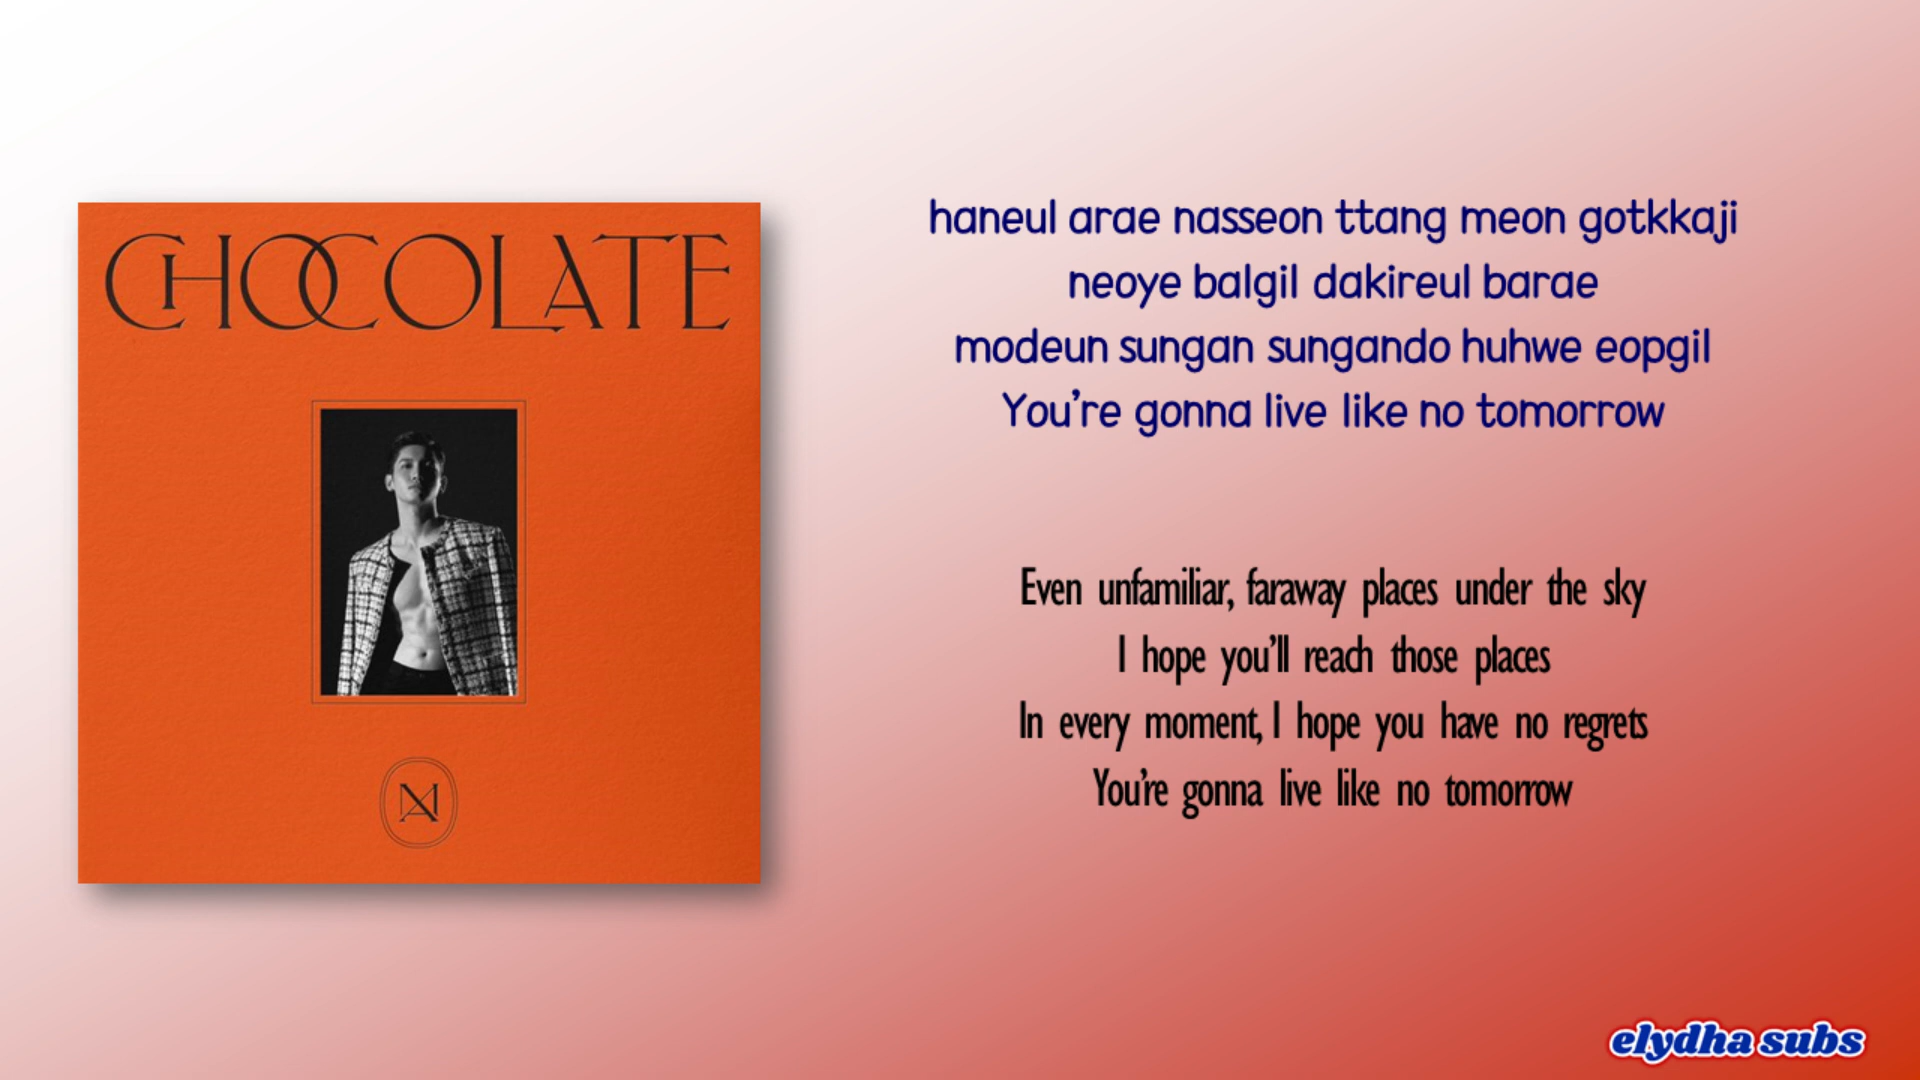 CHOCOLATE
haneul arae nasseon ttang meon gotkkaji
neoye balgil dakireul barae
modeun sungan sungando huhwe eopgil
You're gonna live like no tomorrow
Even unfamiliar, faraway places under the sky
I hope you'll reach those places
In every moment, I hope you have no regrets
You're gonna live like no tomorrow
elydha subs